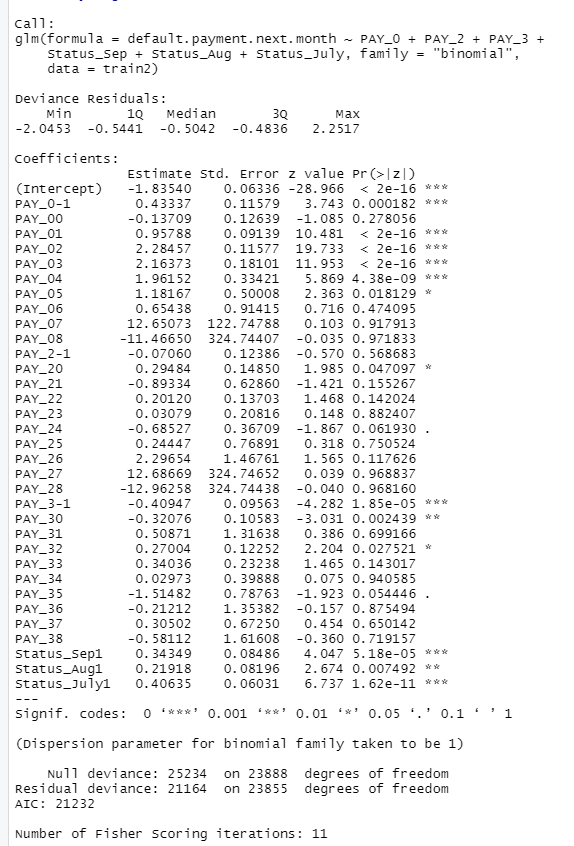 Call:
glm(formula = default.payment.next.month ~ PAY_0 + PAY_2 + PAY_3 +
    Status_Sep + Status_Aug + Status_July, family = "binomial",
    data = train2)

Deviance Residuals:
    Min       1Q   Median       3Q      Max
-2.0453  -0.5441  -0.5042  -0.4836   2.2517

Coefficients:
              Estimate Std. Error z value Pr(>|z|)
(Intercept)   -1.83540    0.06336 -28.966  < 2e-16 ***
PAY_0-1        0.43337    0.11579   3.743 0.000182 ***
PAY_00        -0.13709    0.12639  -1.085 0.278056
PAY_01         0.95788    0.09139  10.481  < 2e-16 ***
PAY_02         2.28457    0.11577  19.733  < 2e-16 ***
PAY_03         2.16373    0.18101  11.953  < 2e-16 ***
PAY_04         1.96152    0.33421   5.869 4.38e-09 ***
PAY_05         1.18167    0.50008   2.363 0.018129 *
PAY_06         0.65438    0.91415   0.716 0.474095
PAY_07        12.65073  122.74788   0.103 0.917913
PAY_08       -11.46650  324.74407  -0.035 0.971833
PAY_2-1       -0.07060    0.12386  -0.570 0.568683
PAY_20         0.29484    0.14850   1.985 0.047097 *
PAY_21        -0.89334    0.62860  -1.421 0.155267
PAY_22         0.20120    0.13703   1.468 0.142024
PAY_23         0.03079    0.20816   0.148 0.882407
PAY_24        -0.68527    0.36709  -1.867 0.061930 .
PAY_25         0.24447    0.76891   0.318 0.750524
PAY_26         2.29654    1.46761   1.565 0.117626
PAY_27        12.68669  324.74652   0.039 0.968837
PAY_28       -12.96258  324.74438  -0.040 0.968160
PAY_3-1       -0.40947    0.09563  -4.282 1.85e-05 ***
PAY_30        -0.32076    0.10583  -3.031 0.002439 **
PAY_31         0.50871    1.31638   0.386 0.699166
PAY_32         0.27004    0.12252   2.204 0.027521 *
PAY_33         0.34036    0.23238   1.465 0.143017
PAY_34         0.02973    0.39888   0.075 0.940585
PAY_35        -1.51482    0.78763  -1.923 0.054446 .
PAY_36        -0.21212    1.35382  -0.157 0.875494
PAY_37         0.30502    0.67250   0.454 0.650142
PAY_38        -0.58112    1.61608  -0.360 0.719157
Status_Sep1    0.34349    0.08486   4.047 5.18e-05 ***
Status_Aug1    0.21918    0.08196   2.674 0.007492 **
Status_July1   0.40635    0.06031   6.737 1.62e-11 ***
---
Signif. codes:  0 ‘***’ 0.001 ‘**’ 0.01 ‘*’ 0.05 ‘.’ 0.1 ‘ ’ 1

(Dispersion parameter for binomial family taken to be 1)

    Null deviance: 25234  on 23888  degrees of freedom
Residual deviance: 21164  on 23855  degrees of freedom
AIC: 21232

Number of Fisher Scoring iterations: 11